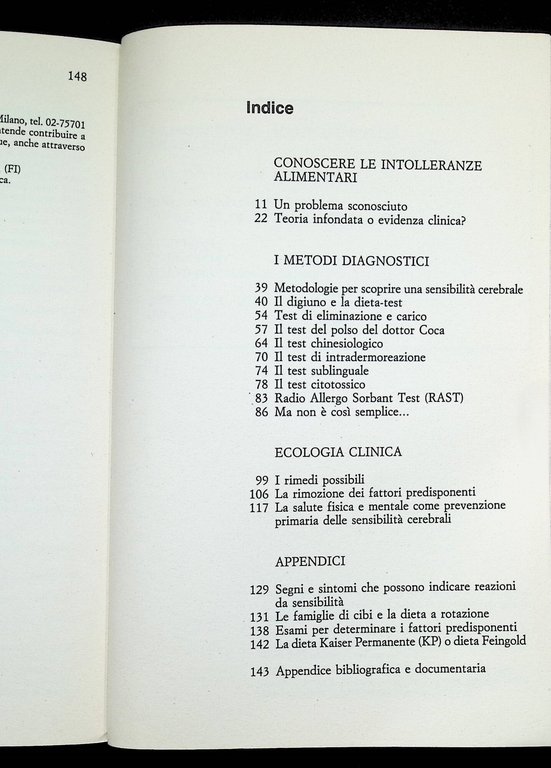 148
Milano, tel. 02-75701
ntende contribuire a
ne, anche attraverso
(FI)
ca.
Indice
CONOSCERE LE INTOLLERANZE
ALIMENTARI
11 Un problema sconosciuto
22 Teoria infondata o evidenza clinica?
I METODI DIAGNOSTICI
39 Metodologie per scoprire una sensibilità cerebrale
40 Il digiuno e la dieta-test
54 Test di eliminazione e carico
57 Il test del polso del dottor Coca
64 Il test chinesiologico
70 Il test di intradermoreazione
74 Il test sublinguale
78 Il test citotossico
83 Radio Allergo Sorbant Test (RAST)
86 Ma non è così semplice...
ECOLOGIA CLINICA
99 I rimedi possibili
106 La rimozione dei fattori predisponenti
117 La salute fisica e mentale come prevenzione
primaria delle sensibilità cerebrali
APPENDICI
129 Segni e sintomi che possono indicare reazioni
da sensibilità
131 Le famiglie di cibi e la dieta a rotazione
138 Esami per determinare i fattori predisponenti
142 La dieta Kaiser Permanente (KP) o dieta Feingold
143 Appendice bibliografica e documentaria